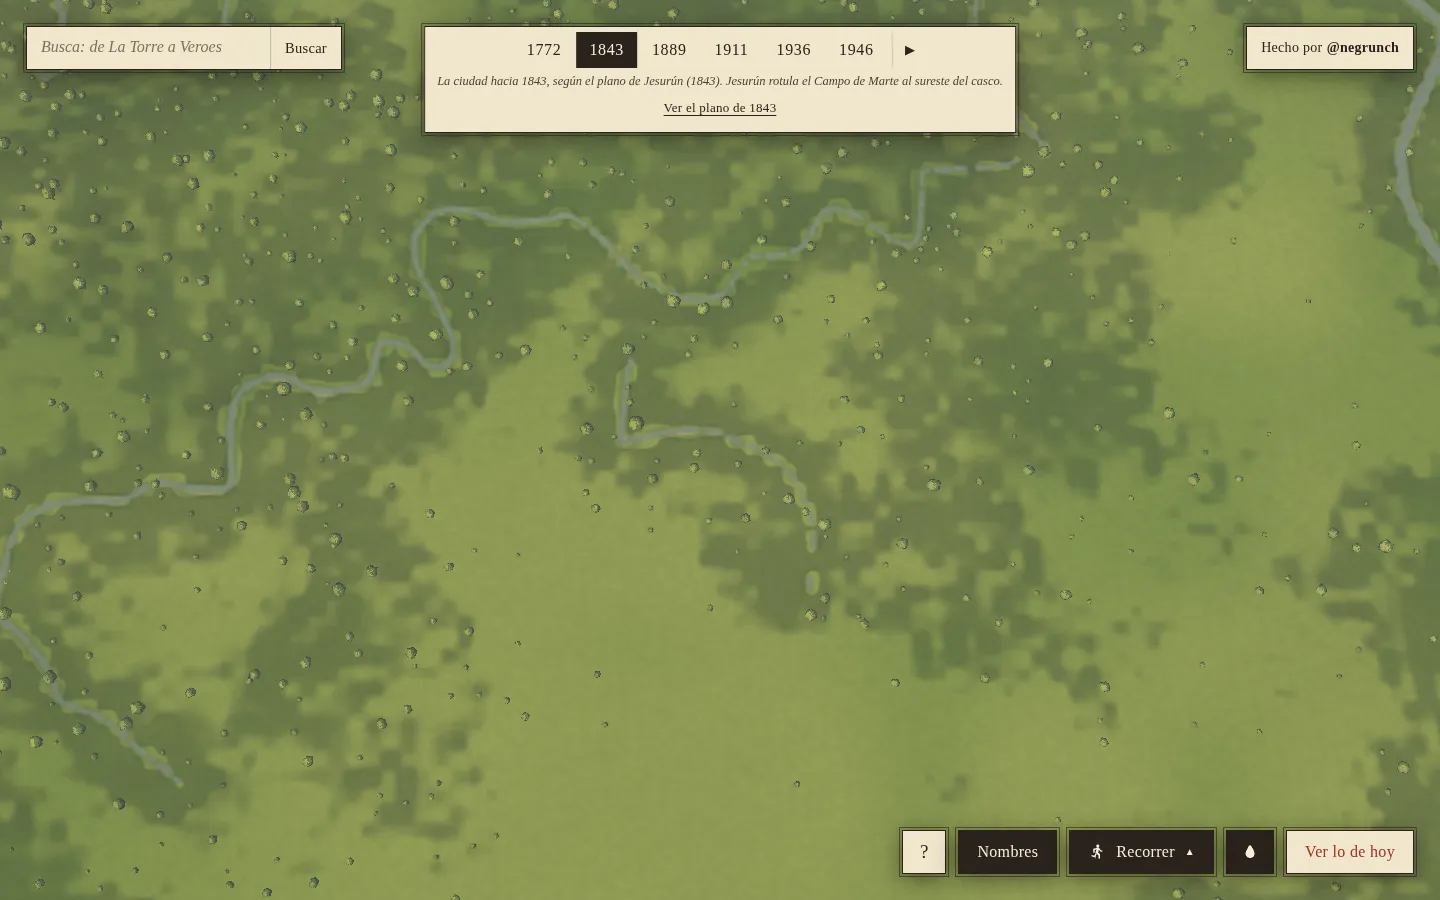 Busca: de La Torre a Veroes
Buscar
1772 1843 1889 1911 1936 1946 ▶
La ciudad hacia 1843, según el plano de Jesurún (1843). Jesurún rotula el Campo de Marte al sureste del casco.
Ver el plano de 1843
Hecho por @negrunch
?
Nombres
Recorrer ▲
Ver lo de hoy